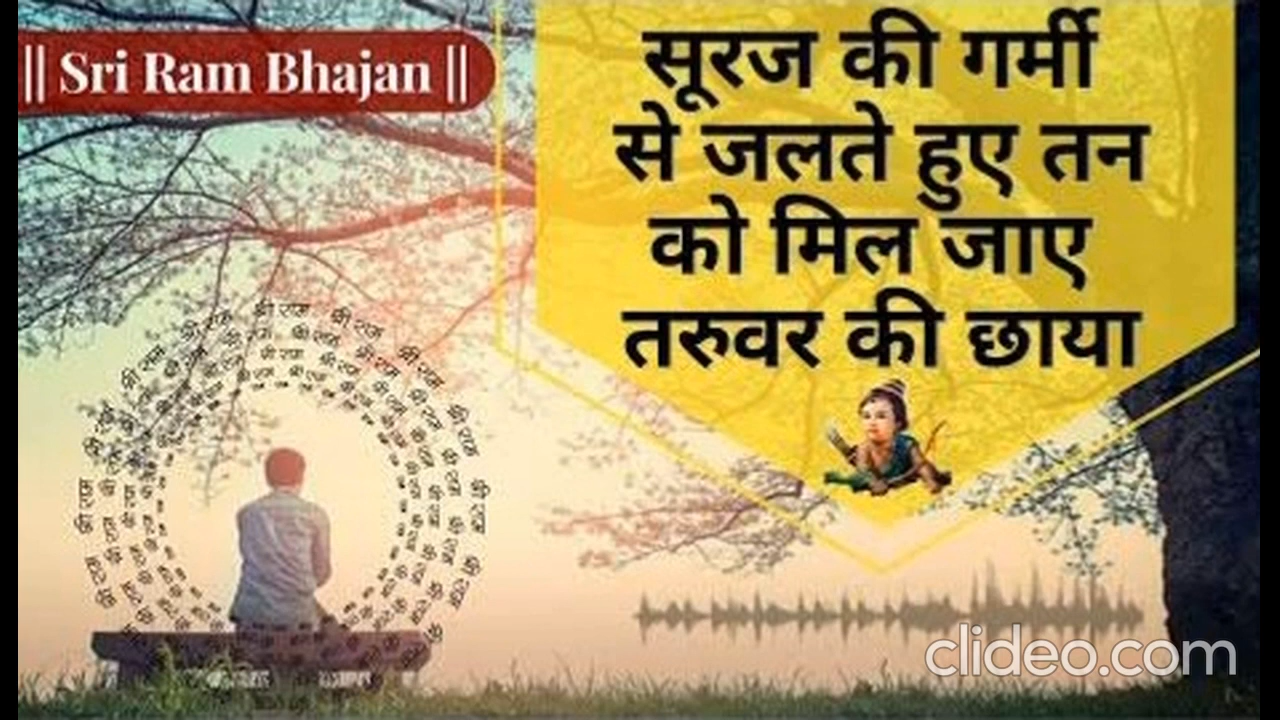 || Sri Ram Bhajan ||
सूरज की गर्मी
से जलते हुए तन
को मिल जाए
तरुवर की छाया
श्री राम श्री राम श्री राम
clideo.com